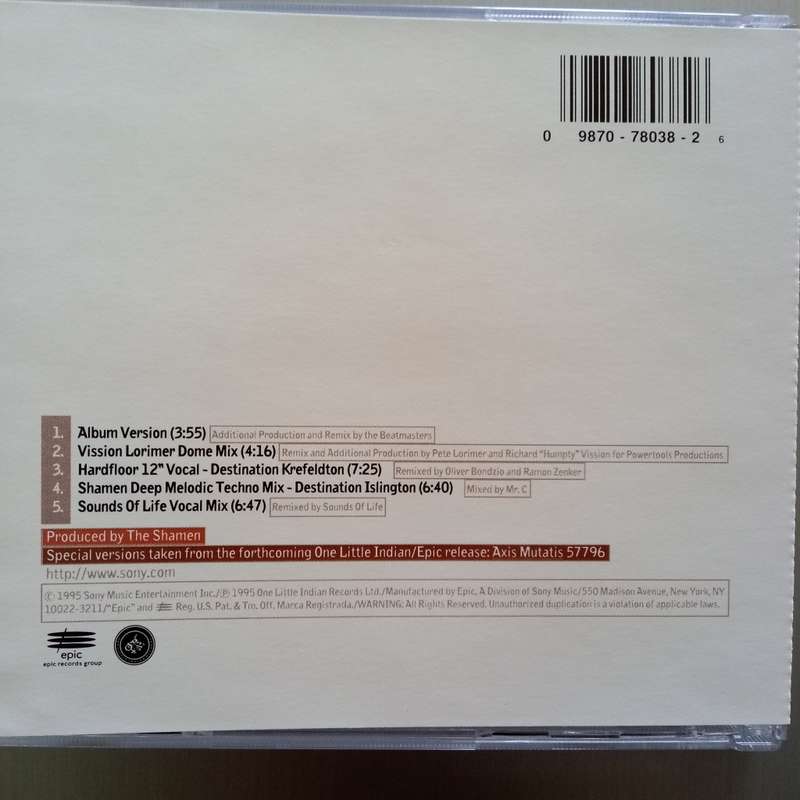 0 9870 - 78038 - 2 6
1. Album Version (3:55) Additional Production and Remix by the Beatmasters
2. Vission Lorimer Dome Mix (4:16) Remix and Additional Production by Pete Lorimer and Richard "Humpty" Vission for Powertools Productions
3. Hardfloor 12" Vocal - Destination Krefeldton (7:25) Remixed by Oliver Bondzio and Ramon Zenker
4. Shamen Deep Melodic Techno Mix - Destination Islington (6:40) Mixed by Mr. C
5. Sounds Of Life Vocal Mix (6:47) Remixed by Sounds Of Life
Produced by The Shamen
Special versions taken from the forthcoming One Little Indian/Epic release: Axis Mutatis 57796
http://www.sony.com
© 1995 Sony Music Entertainment Inc./℗ 1995 One Little Indian Records Ltd./Manufactured by Epic, A Division of Sony Music/550 Madison Avenue, New York, NY
10022-3211/"Epic" and Reg. U.S. Pat. & Tm. Off. Marca Registrada./WARNING: All Rights Reserved. Unauthorized duplication is a violation of applicable laws.
epic
epic records group